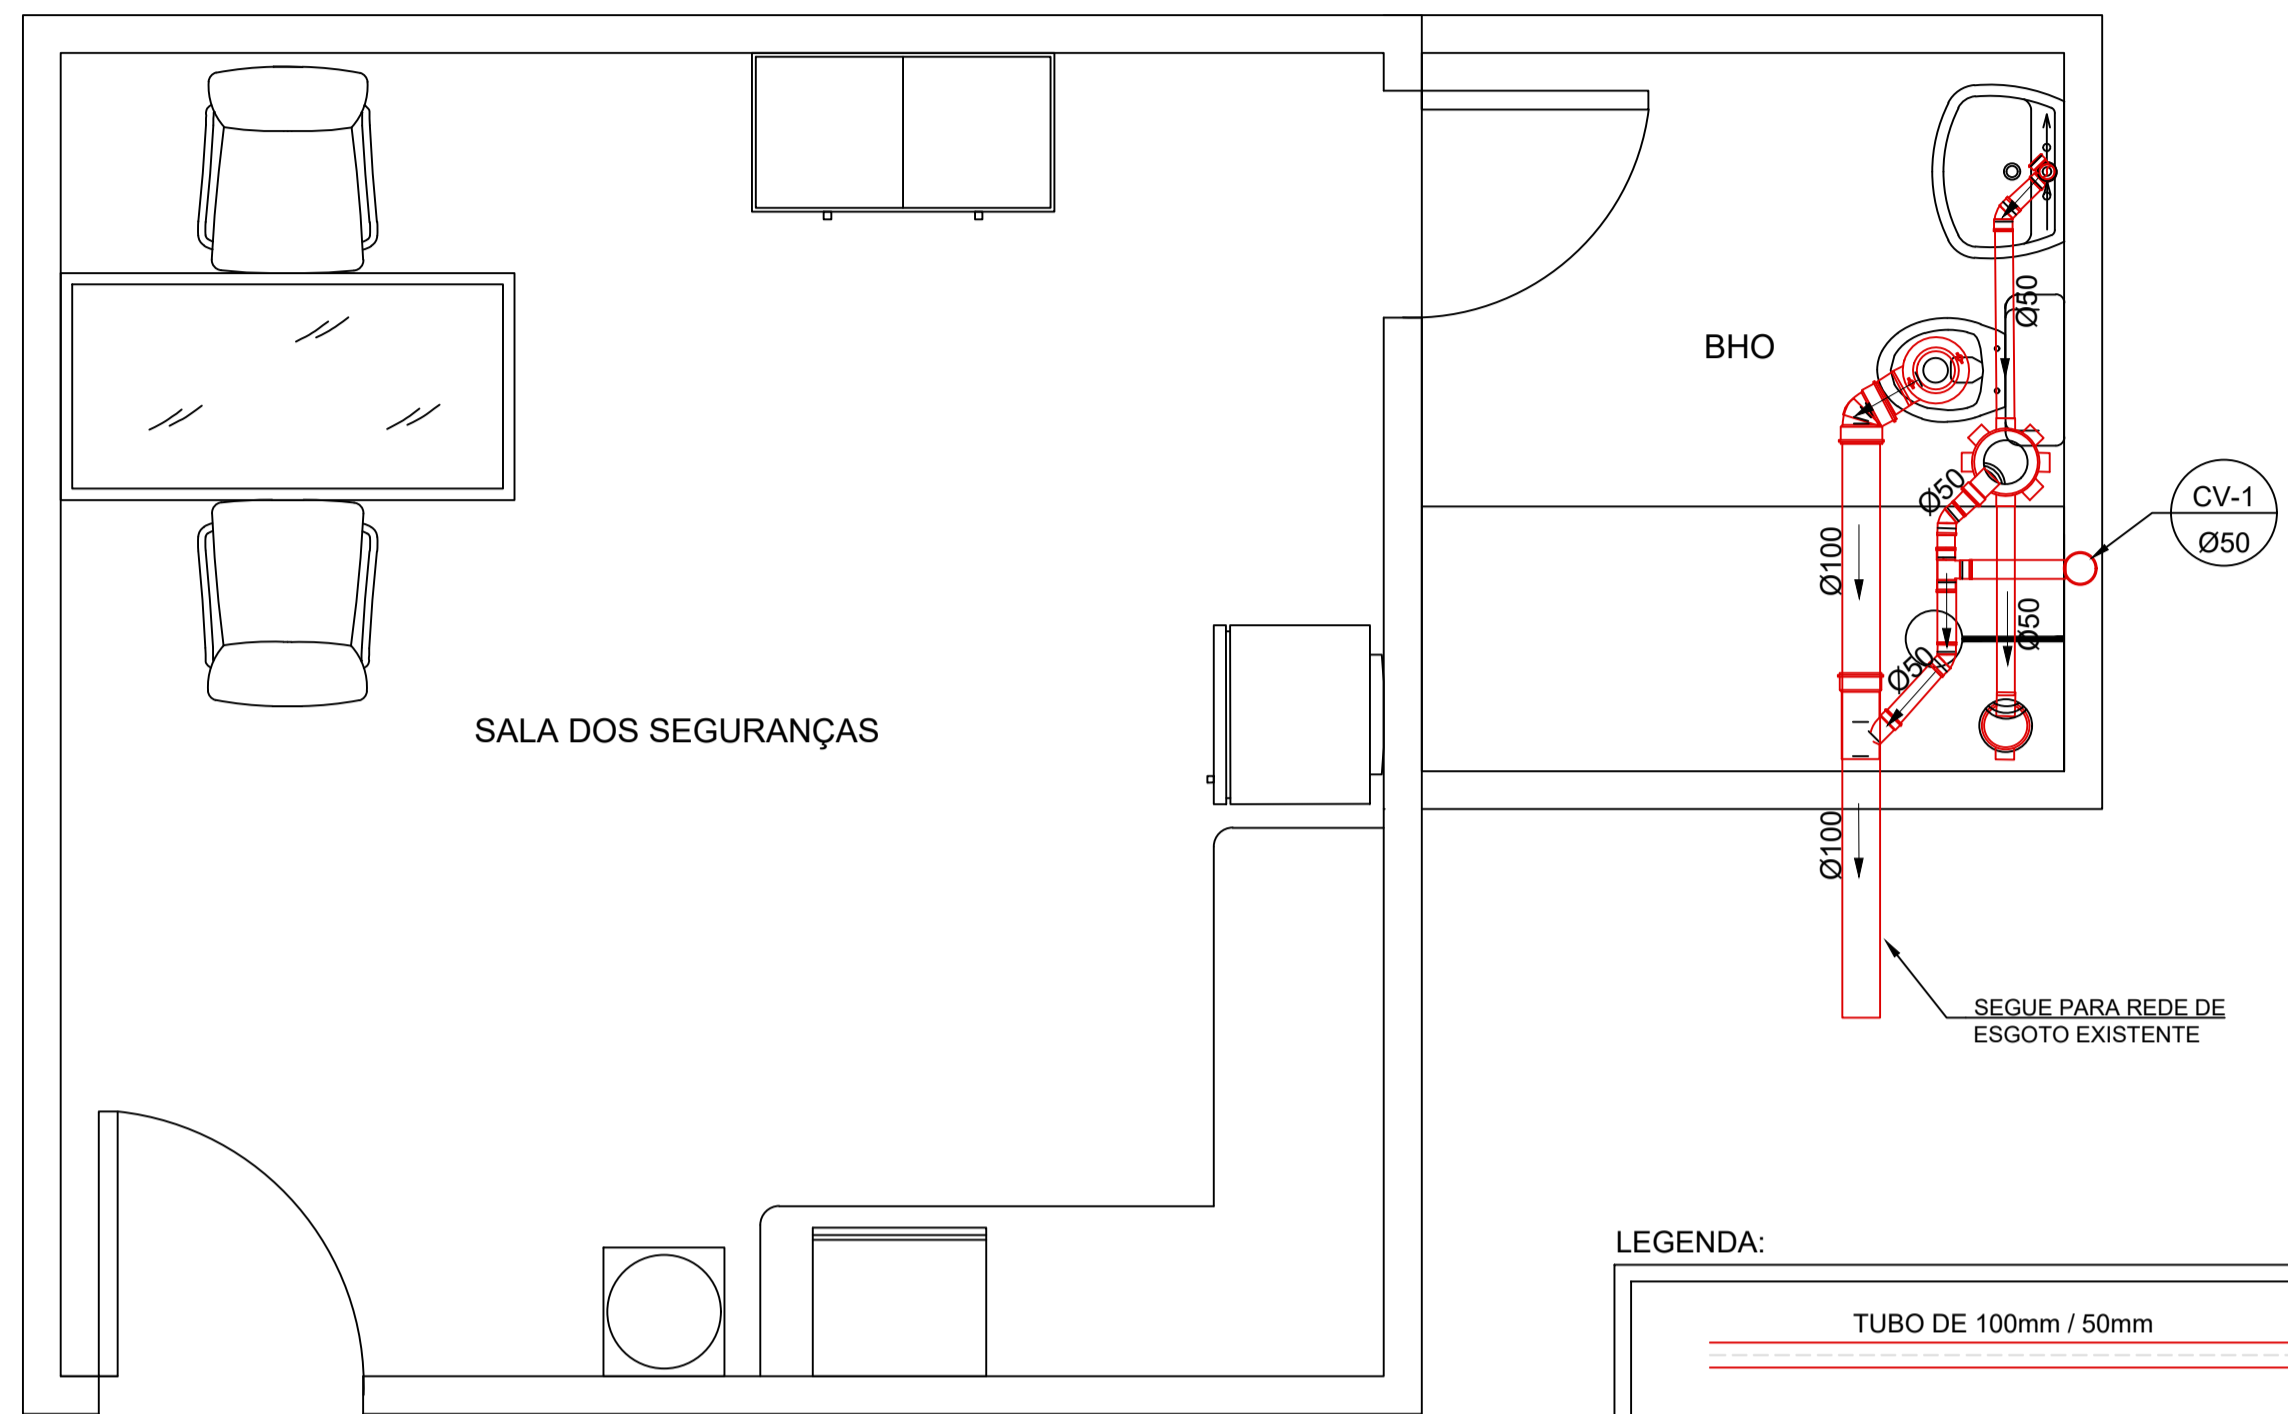 Ø50
BHO
Ø50
CV-1
Ø50
Ø100
Ø50
Ø50
SALA DOS SEGURANÇAS
Ø100
SEGUE PARA REDE DE
ESGOTO EXISTENTE
LEGENDA:
TUBO DE 100mm / 50mm